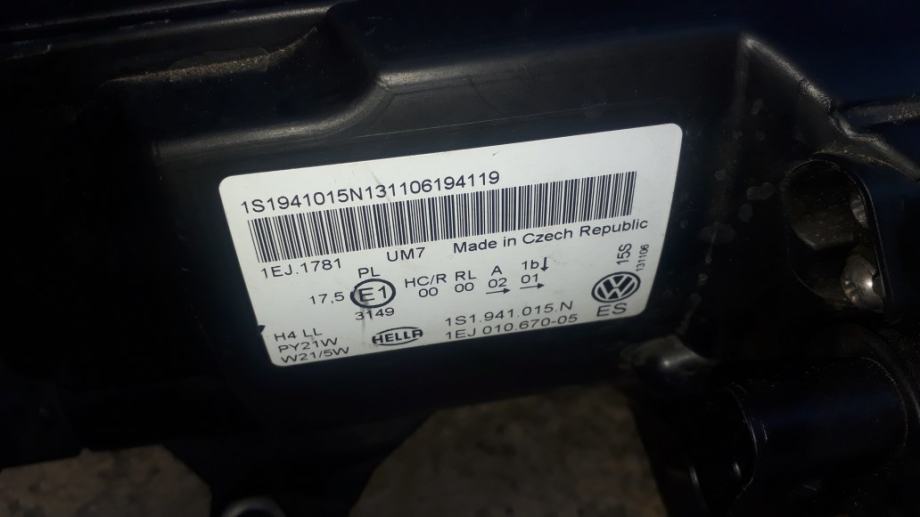 1S1941015N131106194119
1EJ.1781 UM7 Made in Czech Republic
PL HC/R RL A 1b↓ 15S
17,5 E1 00 00 02 01 131106
3149 VW
H4 LL ES
PY21W HELLA 1S1.941.015.N
W21/5W 1EJ 010.670-05